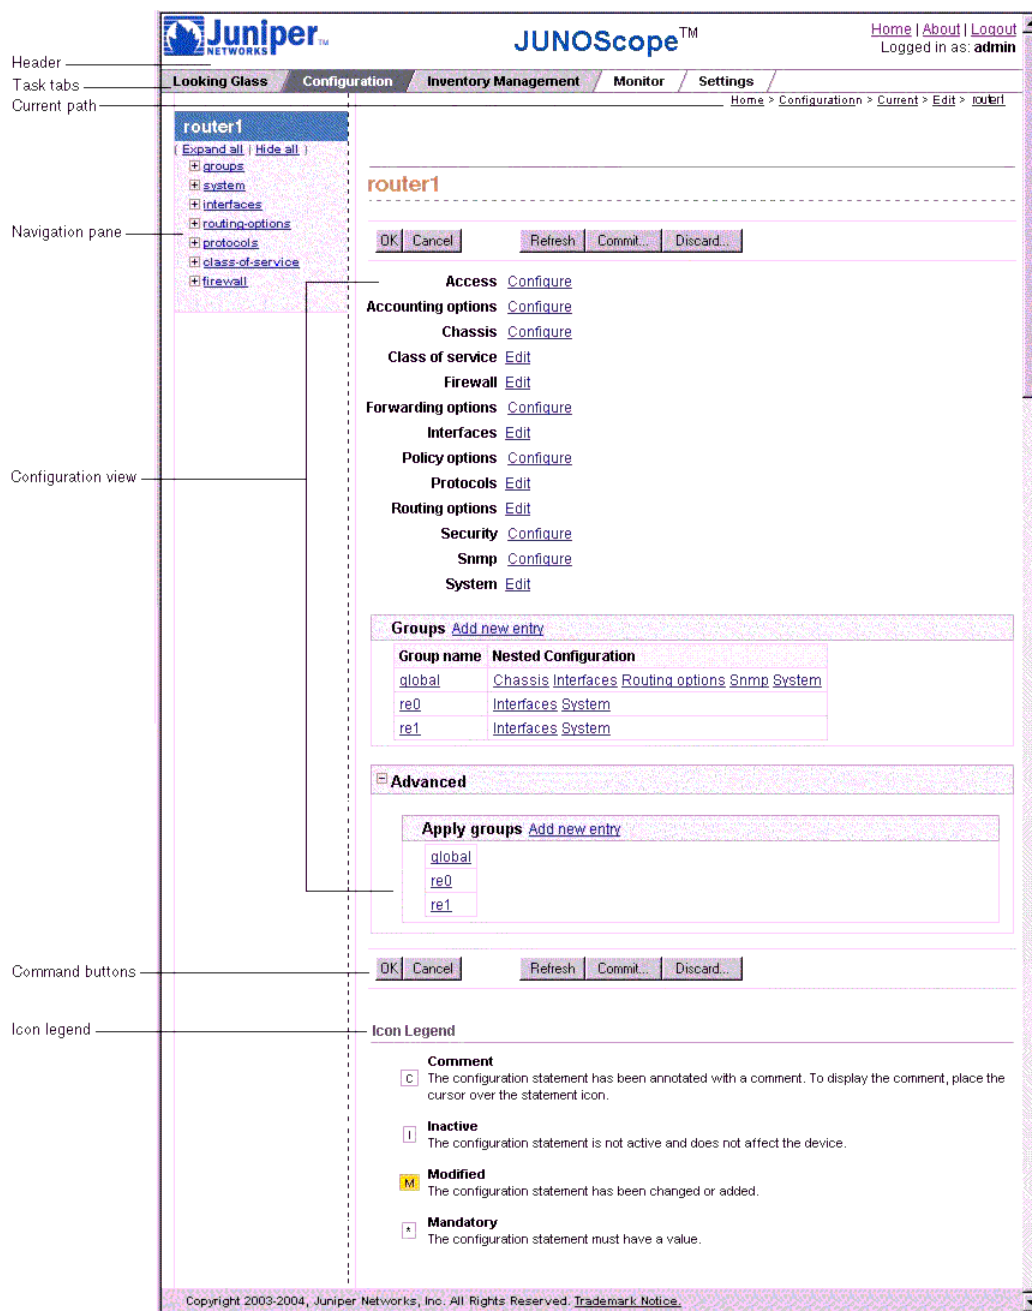 Juniper
NETWORKS
TM
JUNOScope™
Home | About | Logout
Logged in as: admin
Header
Task tabs
Looking Glass Configuration Inventory Management Monitor Settings
Current path
Home > Configurationn > Current > Edit > router1
router1
( Expand all | Hide all )
groups
system
interfaces
routing-options
protocols
class-of-service
firewall
Navigation pane
router1
OK Cancel Refresh Commit... Discard...
Access Configure
Accounting options Configure
Chassis Configure
Class of service Edit
Firewall Edit
Forwarding options Configure
Interfaces Edit
Policy options Configure
Configuration view
Protocols Edit
Routing options Edit
Security Configure
Snmp Configure
System Edit
Groups Add new entry
Group name Nested Configuration
global Chassis Interfaces Routing options Snmp System
re0 Interfaces System
re1 Interfaces System
Advanced
Apply groups Add new entry
global
re0
re1
Command buttons
OK Cancel Refresh Commit... Discard...
Icon legend
Icon Legend
Comment
C The configuration statement has been annotated with a comment. To display the comment, place the
cursor over the statement icon.
Inactive
I The configuration statement is not active and does not affect the device.
Modified
M The configuration statement has been changed or added.
Mandatory
* The configuration statement must have a value.
Copyright 2003-2004, Juniper Networks, Inc. All Rights Reserved. Trademark Notice.